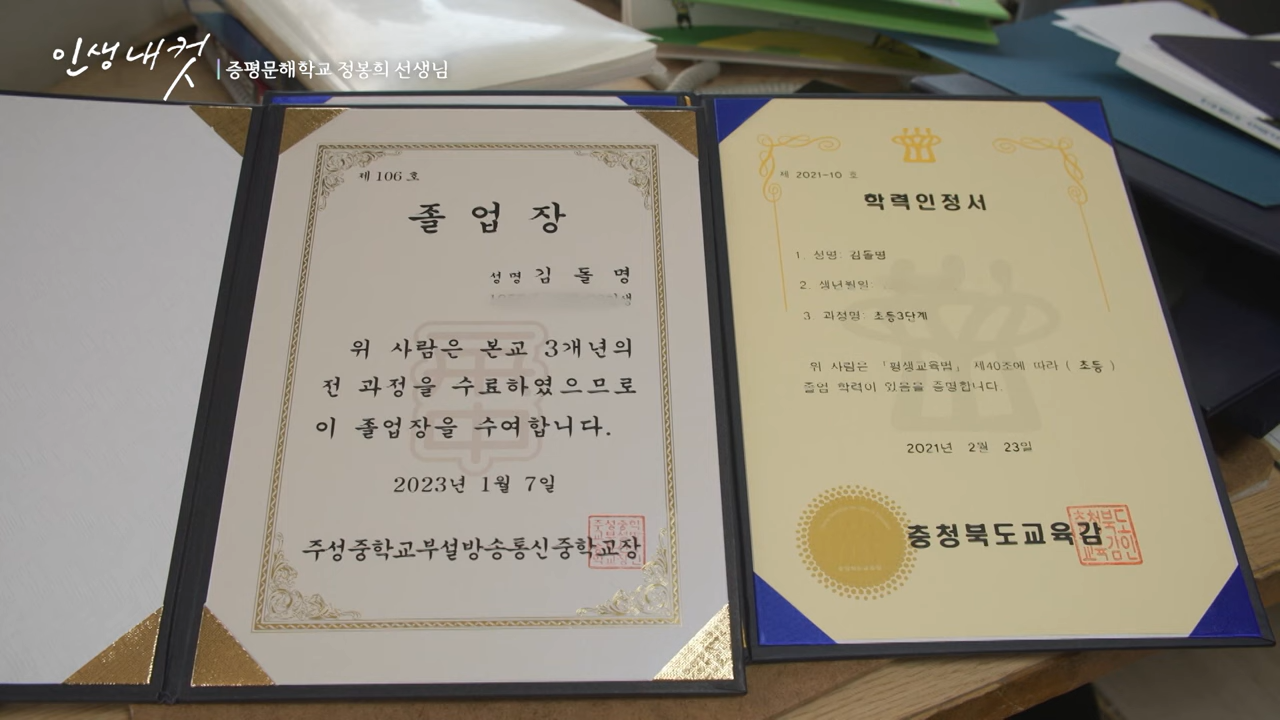 인생내컷
증평문해학교 정봉희 선생님
제 106 호
졸 업 장
성명 김 돌 명
위 사람은 본교 3개년의
전 과정을 수료하였으므로
이 졸업장을 수여합니다.
2023년 1월 7일
주성중학교부설방송통신중학교장
제 2021-10 호
학력인정서
1. 성명: 김돌명
2. 생년월일:
3. 과정명: 초등3단계
위 사람은 「평생교육법」 제40조에 따라 ( 초등 )
졸업 학력이 있음을 증명합니다.
2021년 2월 23일
충청북도교육감
충청북도
교육감인